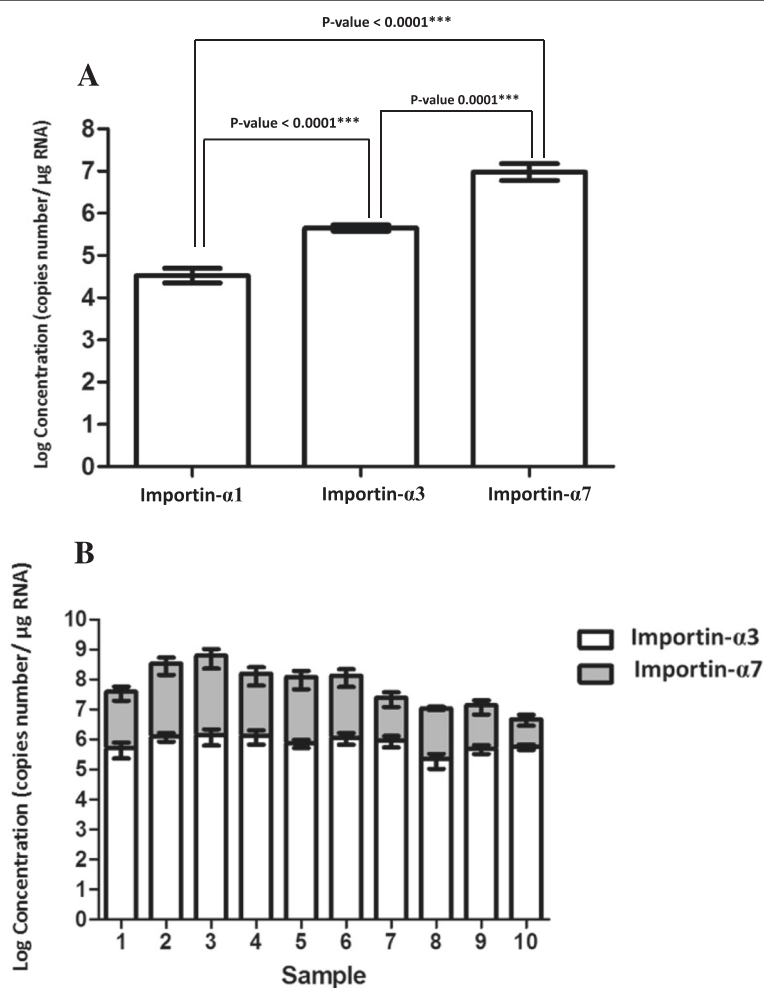 P-value < 0.0001***
A
P-value 0.0001***
P-value < 0.0001***
Log Concentration (copies number/ µg RNA)
8
7
6
5
4
3
2
1
0
Importin-α1 Importin-α3 Importin-α7
B
Log Concentration (copies number/ µg RNA)
10
9
8
7
6
5
4
3
2
1
0
Importin-α3
Importin-α7
1 2 3 4 5 6 7 8 9 10
Sample